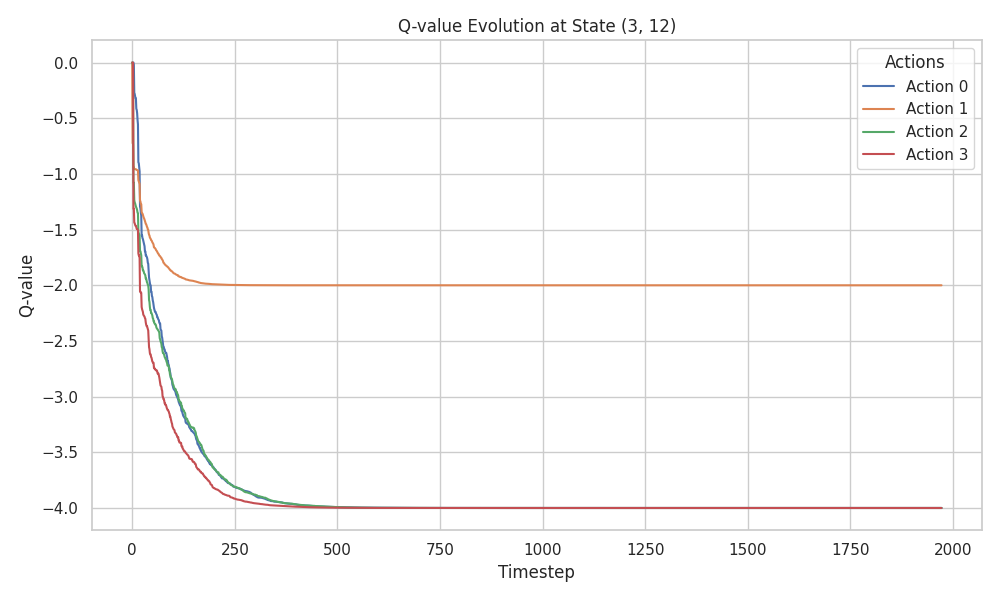 Q-value Evolution at State (3, 12)
Actions
Action 0
Action 1
Action 2
Action 3
Q-value
0.0
−0.5
−1.0
−1.5
−2.0
−2.5
−3.0
−3.5
−4.0
0 250 500 750 1000 1250 1500 1750 2000
Timestep